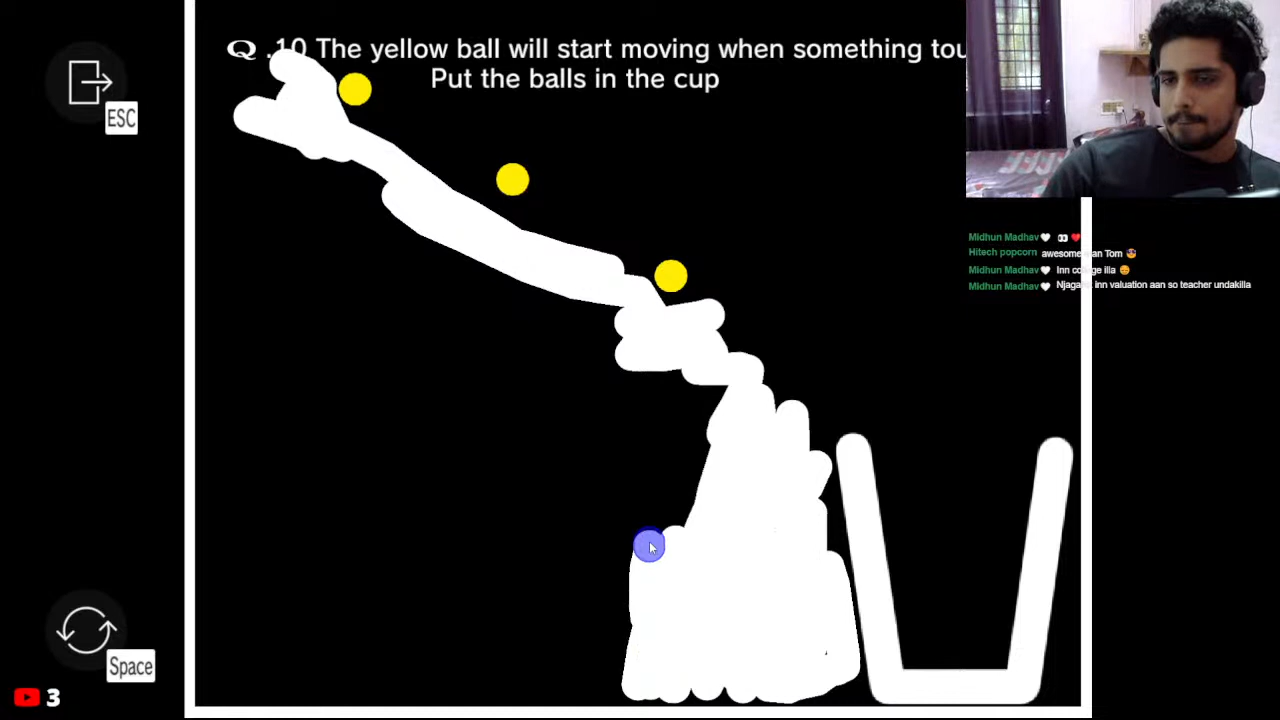 Q .10 The yellow ball will start moving when something tou
Put the balls in the cup
ESC
Midhun Madhav
Hitech popcorn awesome Tom
Midhun Madhav Inn illa
Midhun Madhav inn valuation aan so teacher undakilla
Space
3